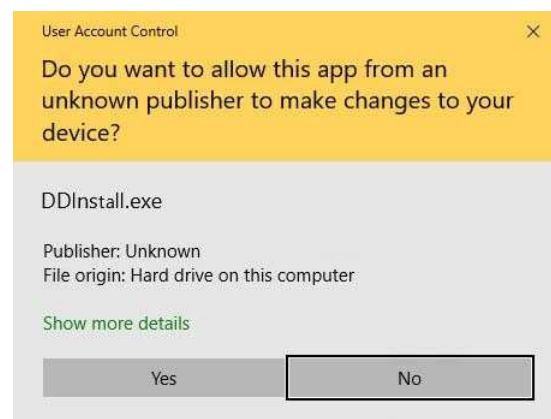 User Account Control
Do you want to allow this app from an
unknown publisher to make changes to your
device?
DDInstall.exe
Publisher: Unknown
File origin: Hard drive on this computer
Show more details
Yes
No